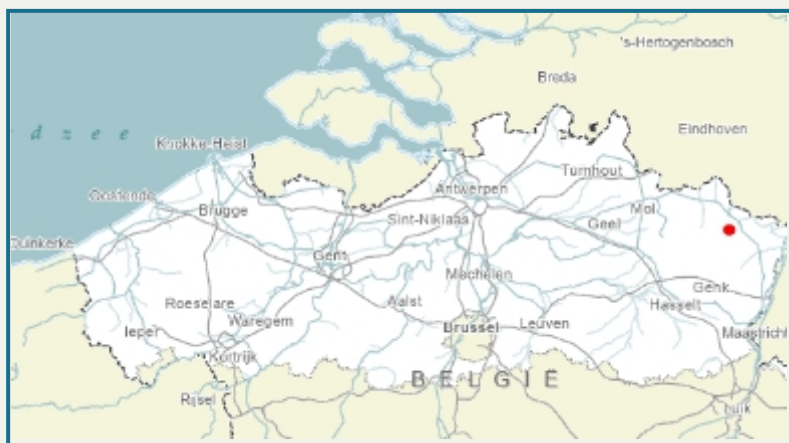 's-Hertogenbosch
Breda
dzee
Eindhoven
Knokke-Heist
Turnhout
Antwerpen
Oostende
Mol
Brugge
Sint-Niklaas
Geel
Duinkerke
Gent
Mechelen
Genk
Roeselare
Aalst
Hasselt
Ieper
Waregem
Brussel
Leuven
Maastricht
Kortrijk
BELGIË
Rijsel
Luik